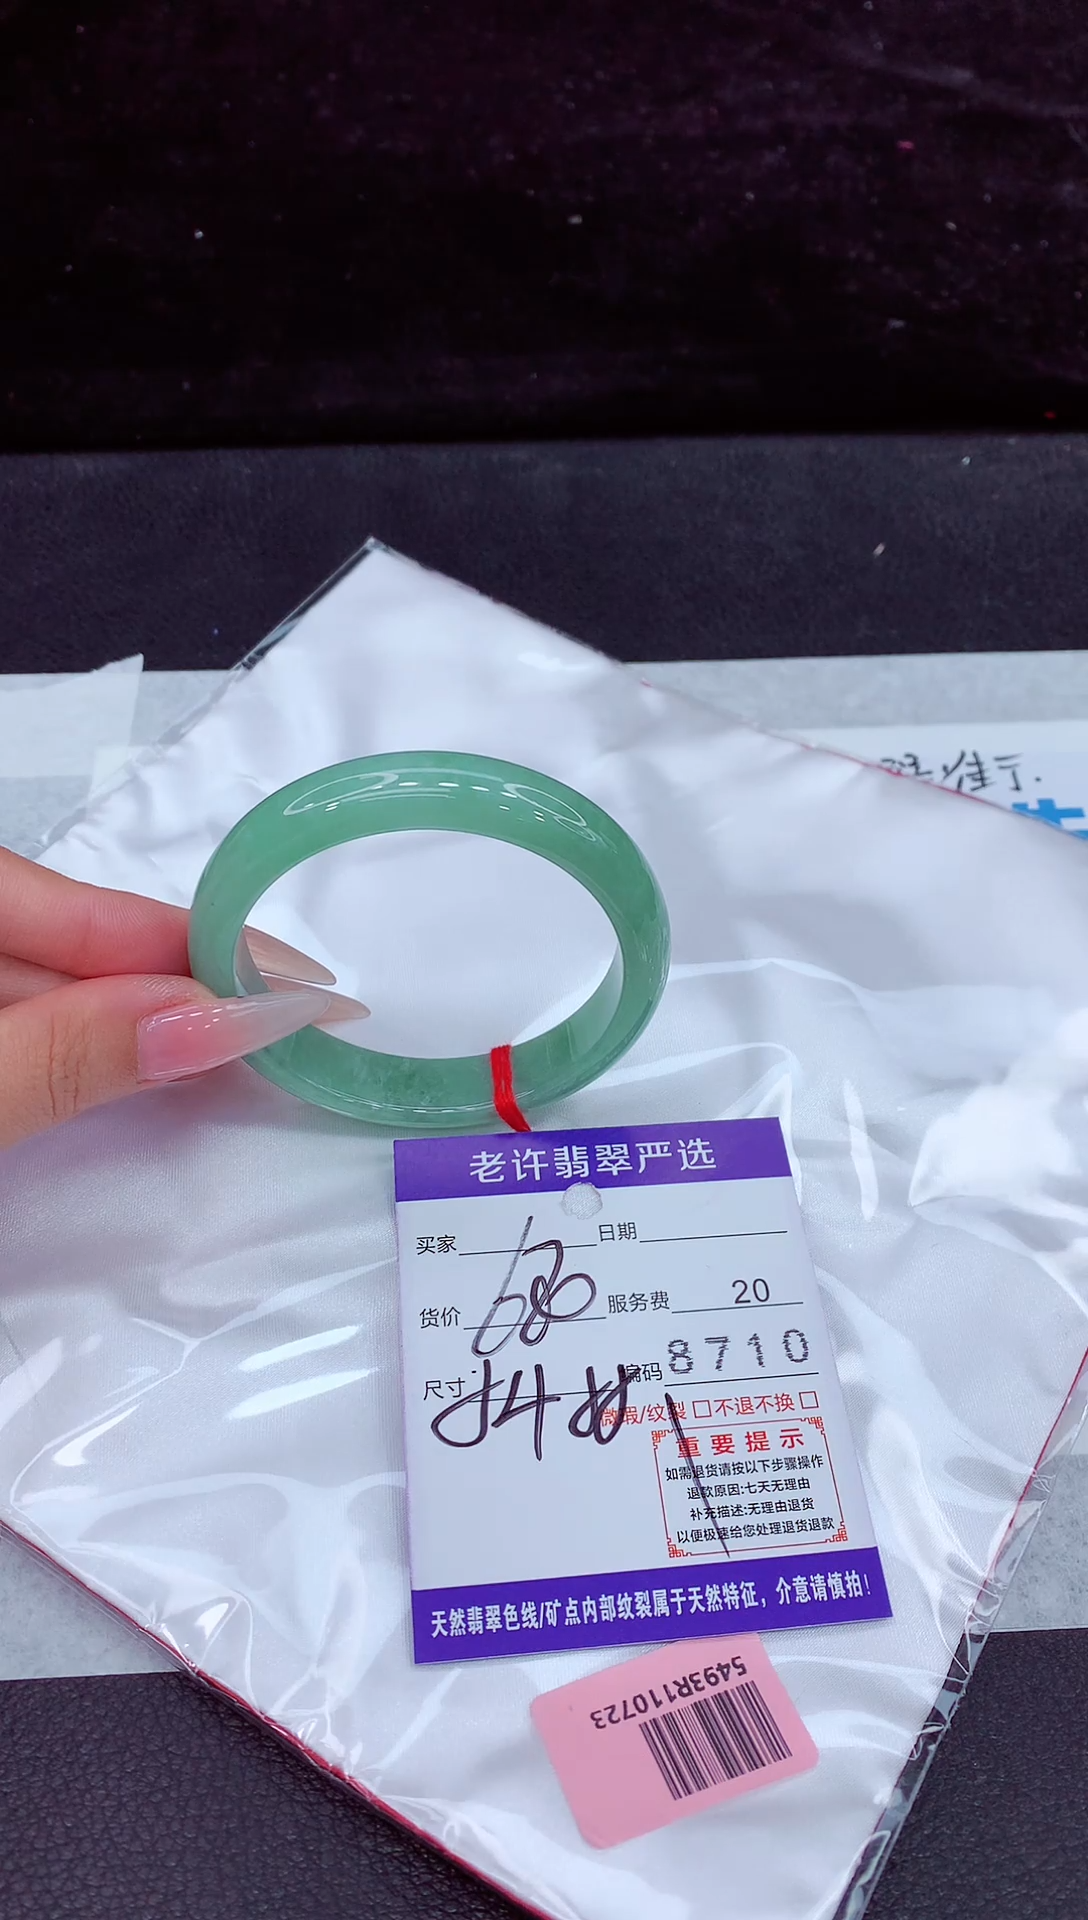 准了.
老许翡翠严选
买家 日期
货价 680 服务费 20
尺寸 54 编码 8710
微瑕/纹裂 □不退不换 □
重要提示
如需退货请按以下步骤操作
退款原因:七天无理由
补充描述:无理由退货
以便极速给您处理退货退款
天然翡翠色线/矿点内部纹裂属于天然特征，介意请慎拍!
5493R110723